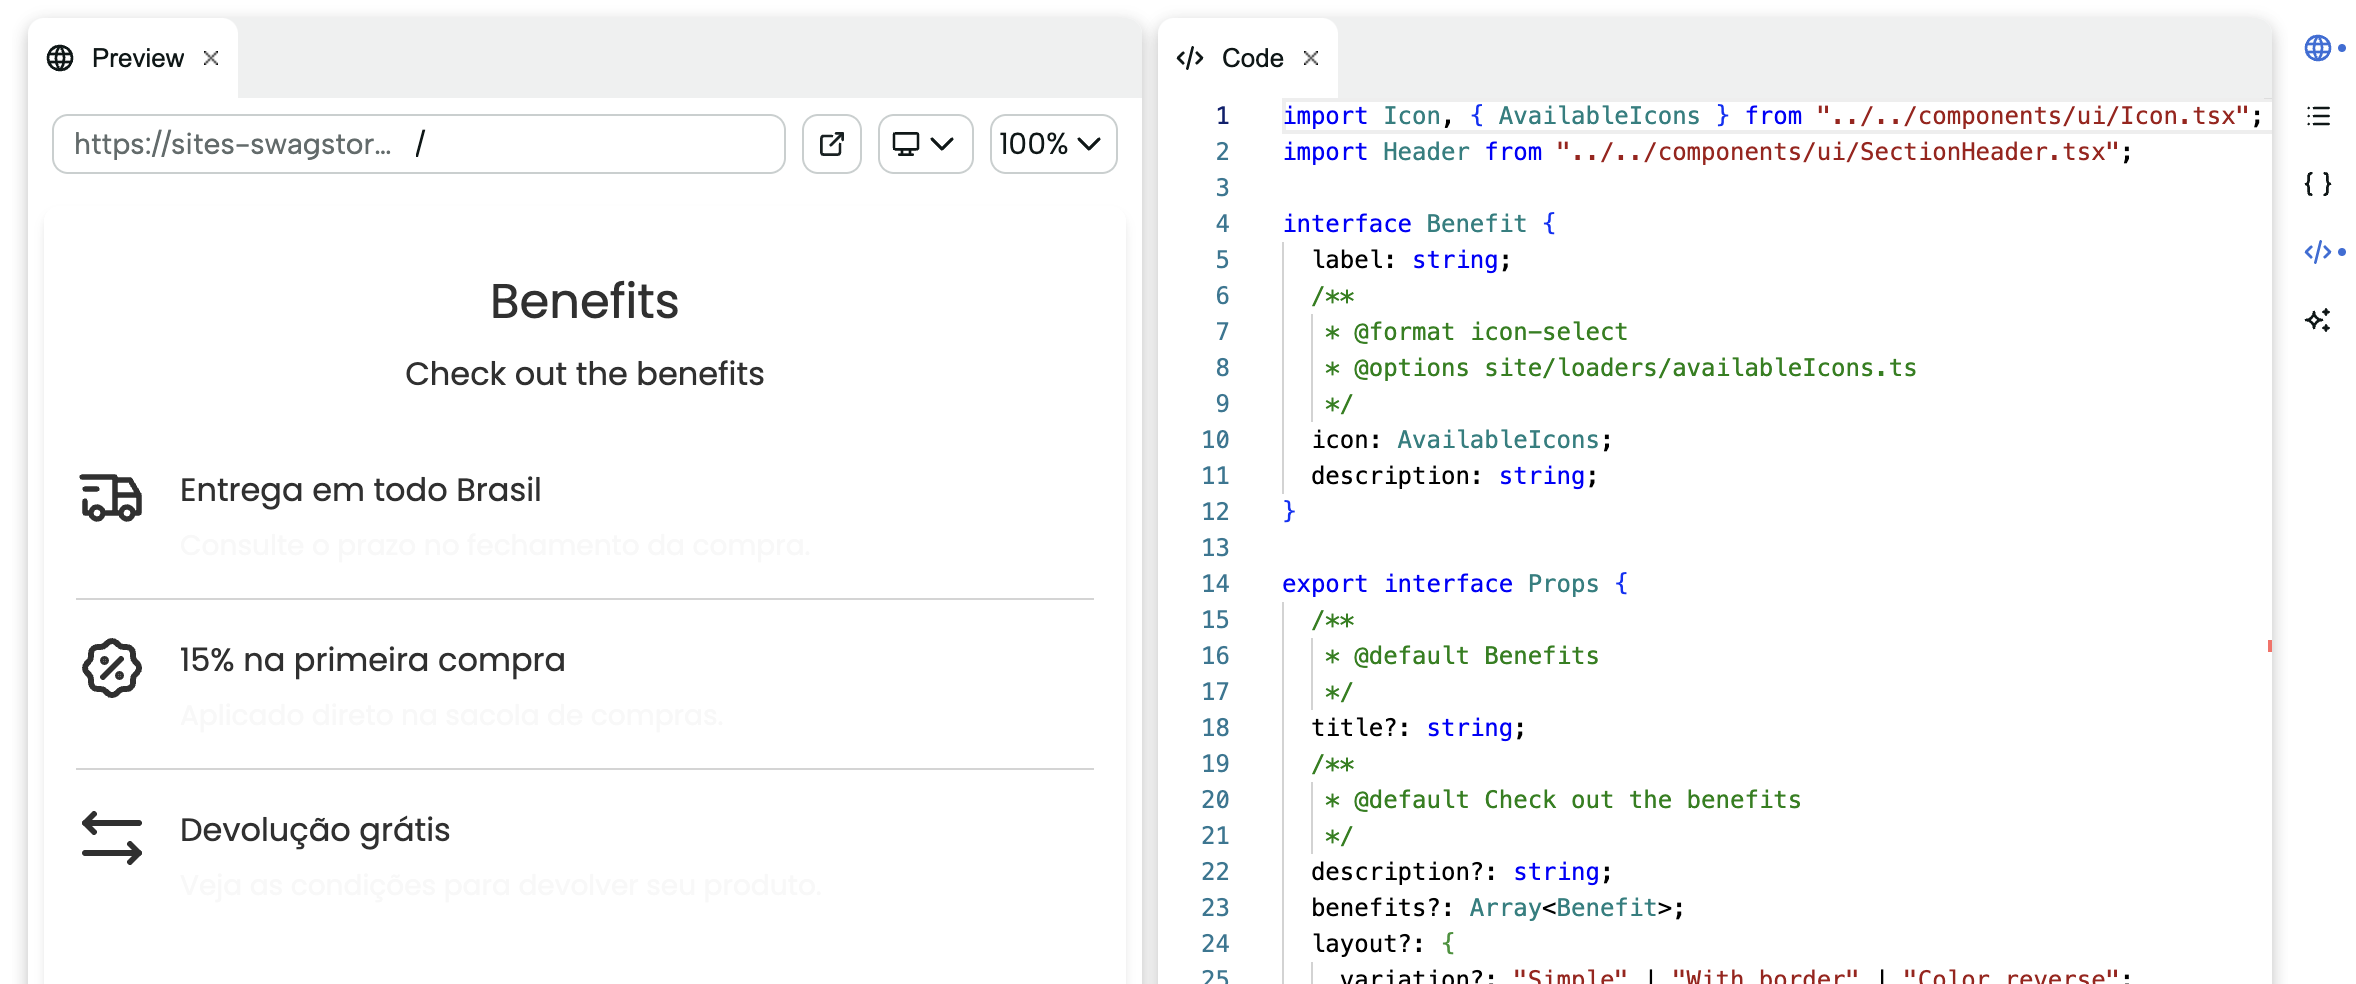 Preview
https://sites-swagstor... /
100%
Benefits
Check out the benefits
Entrega em todo Brasil
Consulte o prazo no fechamento da compra.
15% na primeira compra
Aplicado direto na sacola de compras.
Devolução grátis
Veja as condições para devolver seu produto.
Code
1 import Icon, { AvailableIcons } from "../../components/ui/Icon.tsx";
2 import Header from "../../components/ui/SectionHeader.tsx";
3
4 interface Benefit {
5 label: string;
6 /**
7 * @format icon-select
8 * @options site/loaders/availableIcons.ts
9 */
10 icon: AvailableIcons;
11 description: string;
12 }
13
14 export interface Props {
15 /**
16 * @default Benefits
17 */
18 title?: string;
19 /**
20 * @default Check out the benefits
21 */
22 description?: string;
23 benefits?: Array<Benefit>;
24 layout?: {
25 variation?: "Simple" | "With border" | "Color reverse";